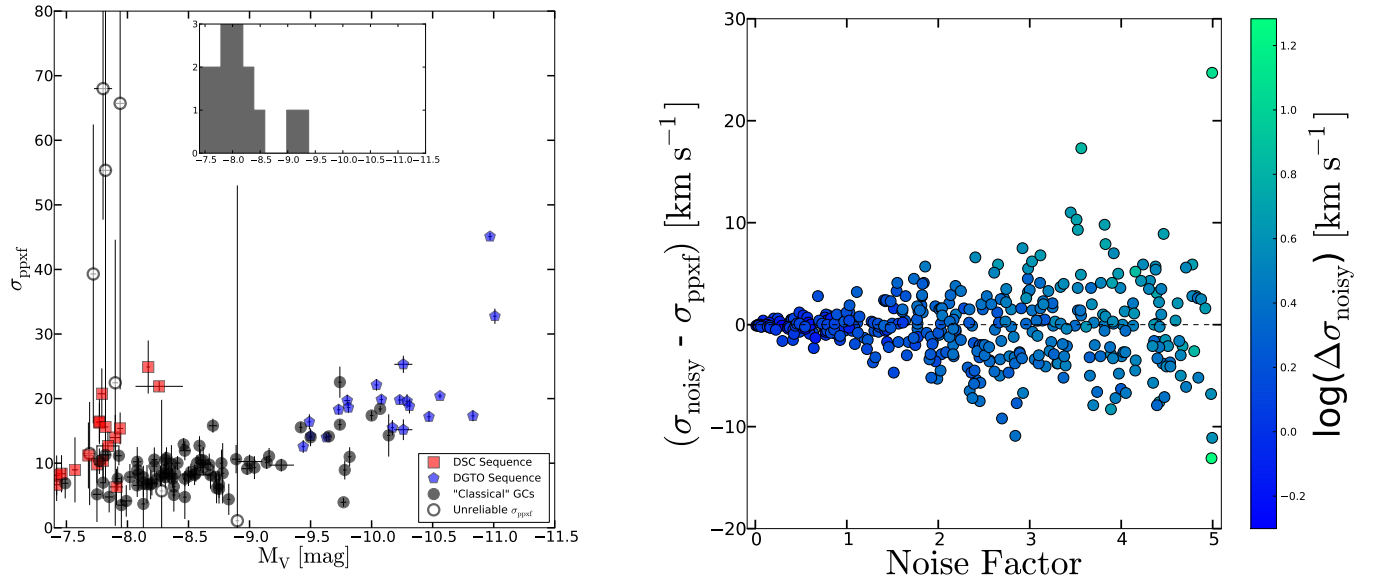 80
70
60
50
40
30
20
10
0
σppxf
−7.5 −8.0 −8.5 −9.0 −9.5 −10.0 −10.5 −11.0 −11.5
M_V [mag]
3
2
1
0
−7.5 −8.0 −9.0 −9.5 −10.0 −10.5 −11.0 −11.5
DSC Sequence
DGTO Sequence
"Classical" GCs
Unreliable σppxf
30
20
10
0
−10
−20
(σnoisy - σppxf) [km s⁻¹]
0 1 2 3 4 5
Noise Factor
1.2
1.0
0.8
0.6
0.4
0.2
0.0
−0.2
log(Δσnoisy) [km s⁻¹]